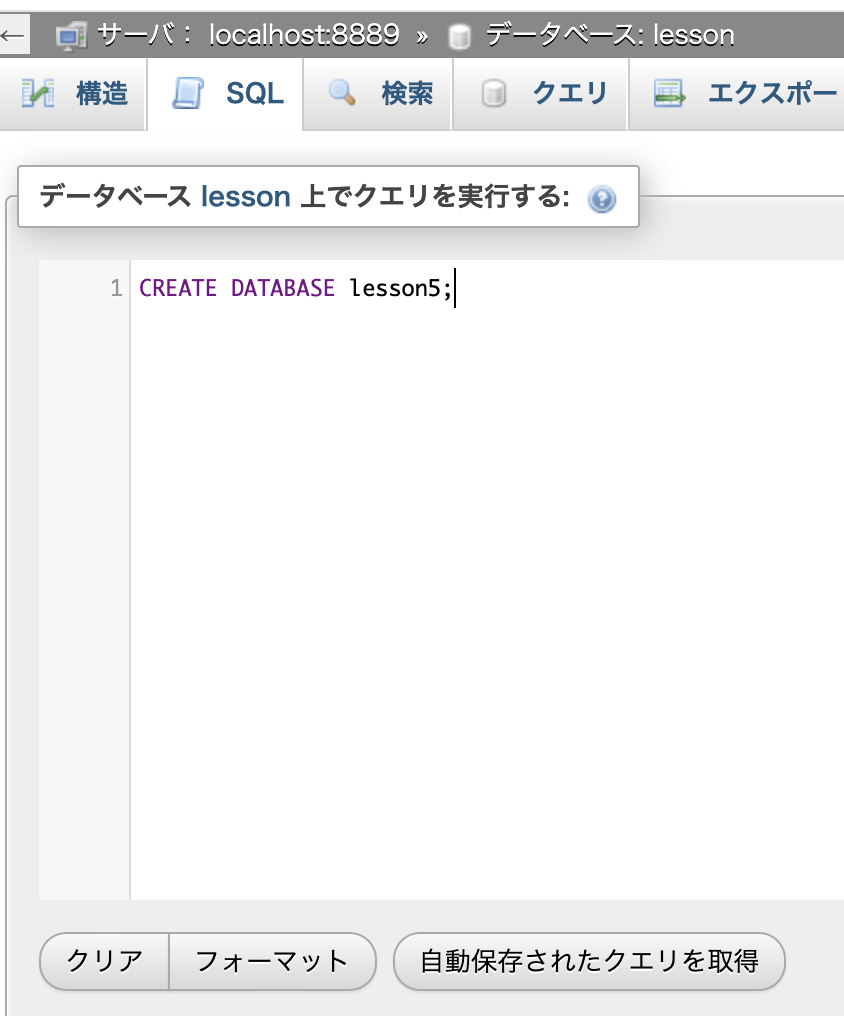 ← サーバ： localhost:8889 » データベース: lesson
構造 SQL 検索 クエリ エクスポー
データベース lesson 上でクエリを実行する:
1 CREATE DATABASE lesson5;
クリア フォーマット 自動保存されたクエリを取得